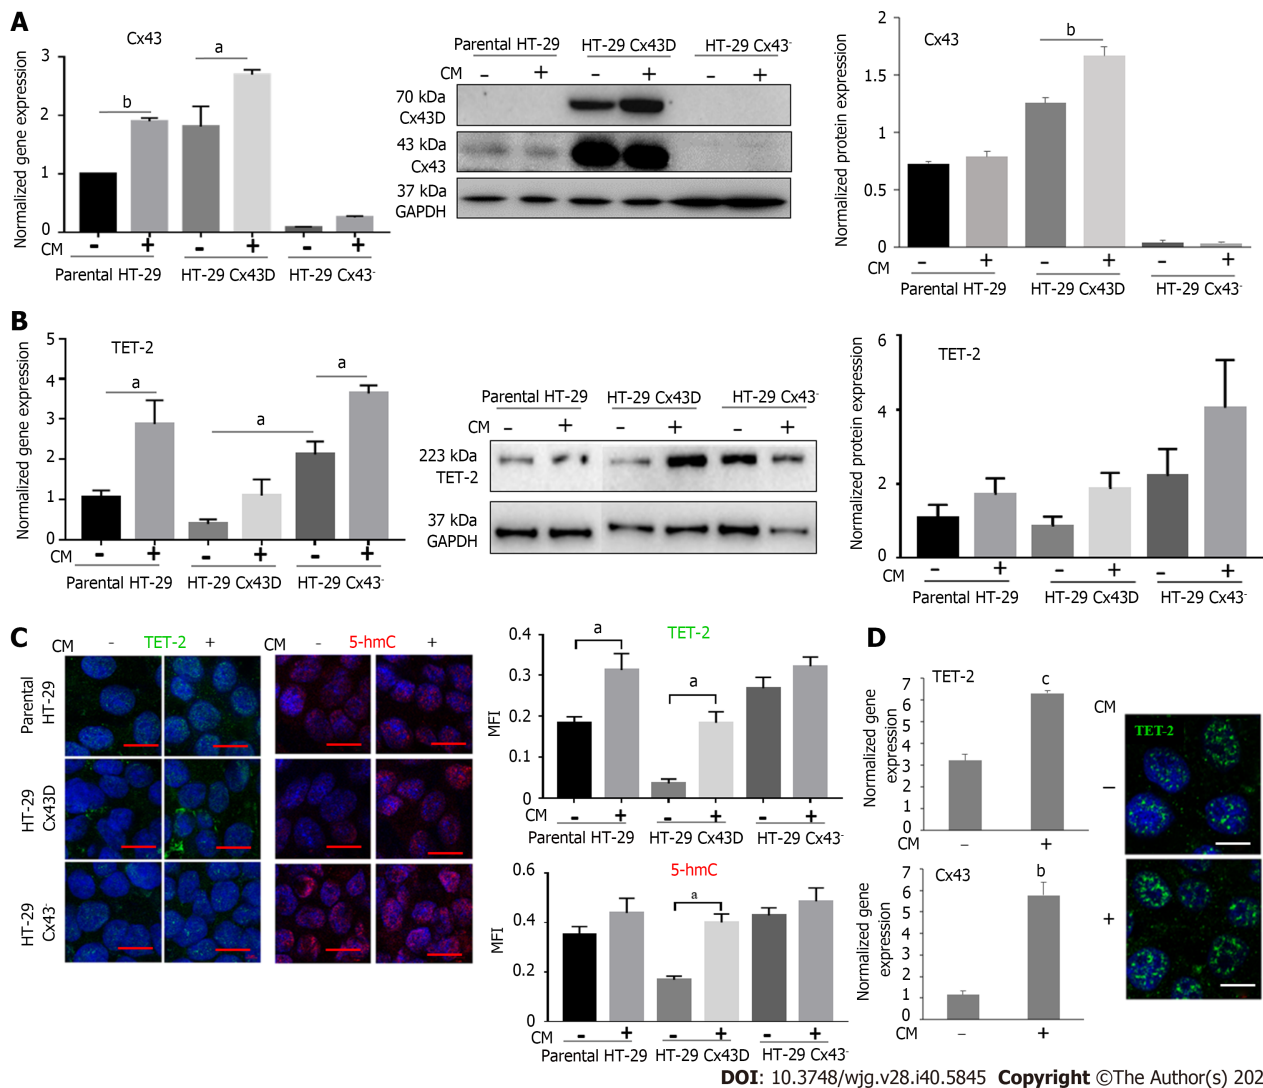 A
Cx43
Normalized gene expression
3
2
1
0
b
a
CM - + - + - +
Parental HT-29 HT-29 Cx43D HT-29 Cx43-
Parental HT-29 HT-29 Cx43D HT-29 Cx43-
CM - + - + - +
70 kDa
Cx43D
43 kDa
Cx43
37 kDa
GAPDH
Cx43
Normalized protein expression
2
1.5
1
0.5
0
b
CM - + - + - +
Parental HT-29 HT-29 Cx43D HT-29 Cx43-
B
TET-2
Normalized gene expression
5
4
3
2
1
0
a
a
a
CM - + - + - +
Parental HT-29 HT-29 Cx43D HT-29 Cx43-
Parental HT-29 HT-29 Cx43D HT-29 Cx43-
CM - + - + - +
223 kDa
TET-2
37 kDa
GAPDH
TET-2
Normalized protein expression
6
4
2
0
CM - + - + - +
Parental HT-29 HT-29 Cx43D HT-29 Cx43-
C
CM - TET-2 +
CM - 5-hmC +
Parental
HT-29
HT-29
Cx43D
HT-29
Cx43-
TET-2
MFI
0.4
0.3
0.2
0.1
0
a
a
CM - + - + - +
Parental HT-29 HT-29 Cx43D HT-29 Cx43-
5-hmC
MFI
0.6
0.4
0.2
0
a
CM - + - + - +
Parental HT-29 HT-29 Cx43D HT-29 Cx43-
D
TET-2
Normalized gene
expression
7
6
5
4
3
2
1
0
c
CM - +
Cx43
Normalized gene
expression
7
6
5
4
3
2
1
0
b
CM - +
CM
TET-2
-
+
DOI: 10.3748/wjg.v28.i40.5845 Copyright ©The Author(s) 202